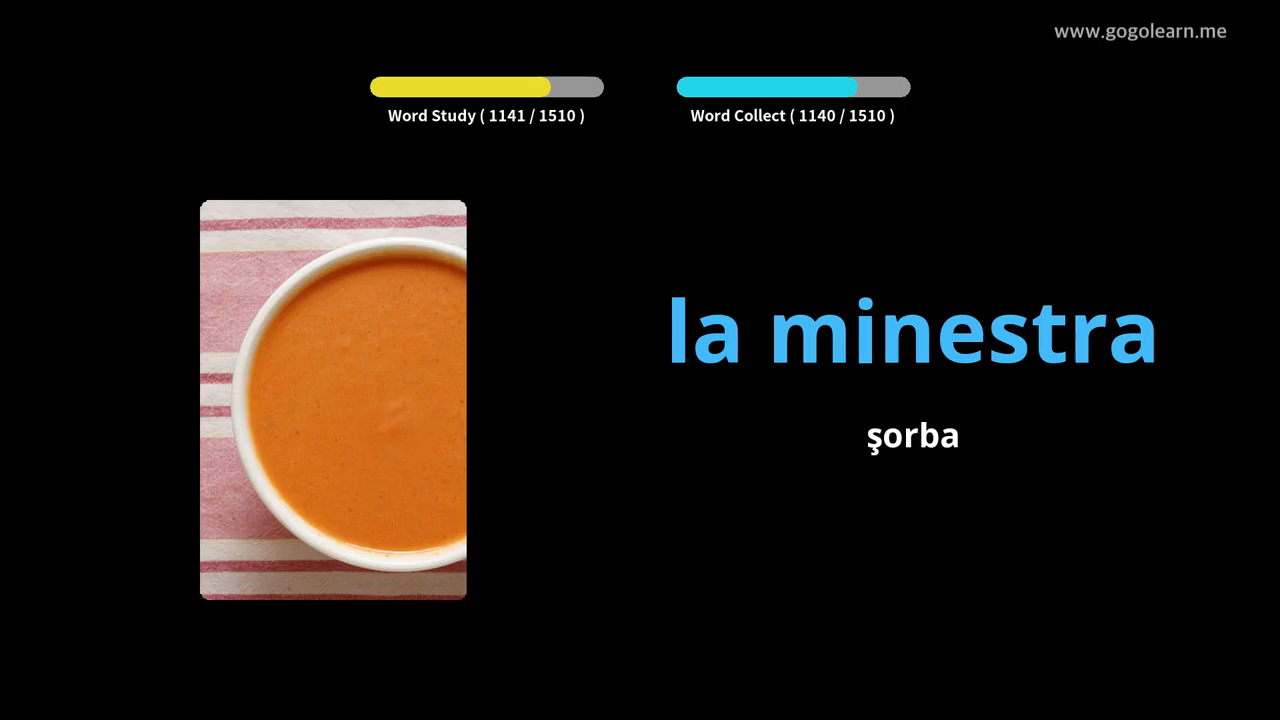 www.gogolearn.me
Word Study ( 1141 / 1510 )
Word Collect ( 1140 / 1510 )
la minestra
şorba